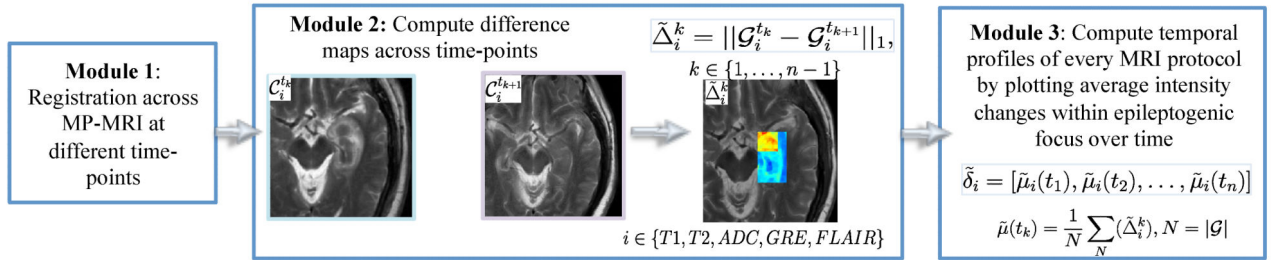 Module 1:
Registration across
MP-MRI at
different time-
points
Module 2: Compute difference
maps across time-points
$\tilde{\Delta}_i^k = ||\mathcal{G}_i^{t_k} - \mathcal{G}_i^{t_{k+1}}||_1,$
$k \in \{1, \ldots, n-1\}$
$\mathcal{C}_i^{t_k}$
$\mathcal{C}_i^{t_{k+1}}$
$\tilde{\Delta}_i^k$
$i \in \{T1, T2, ADC, GRE, FLAIR\}$
Module 3: Compute temporal
profiles of every MRI protocol
by plotting average intensity
changes within epileptogenic
focus over time
$\tilde{\delta}_i = [\tilde{\mu}_i(t_1), \tilde{\mu}_i(t_2), \ldots, \tilde{\mu}_i(t_n)]$
$\tilde{\mu}(t_k) = \frac{1}{N} \sum_N (\tilde{\Delta}_i^k), N = |\mathcal{G}|$